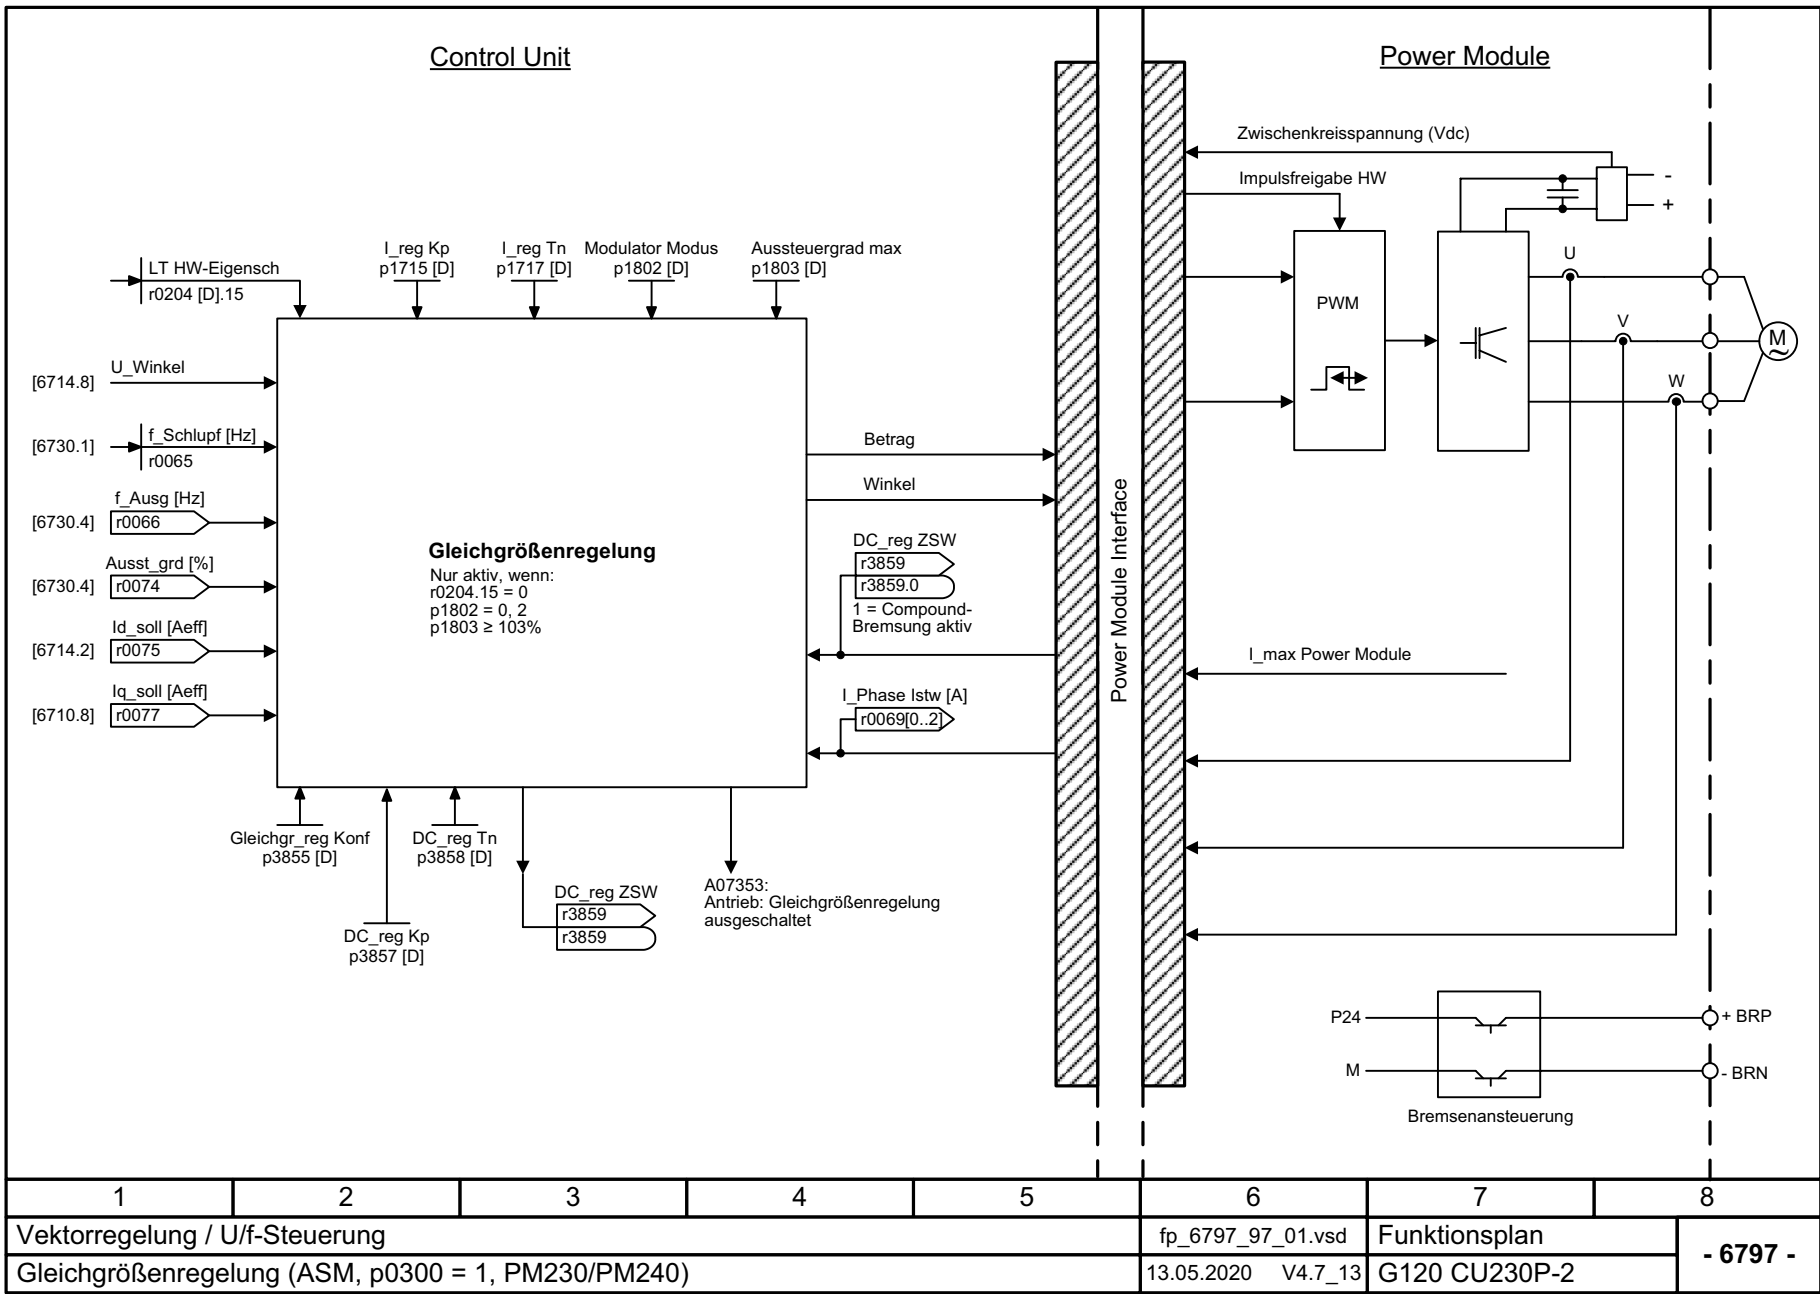 Control Unit
Power Module
Zwischenkreisspannung (Vdc)
Impulsfreigabe HW
-
+
LT HW-Eigensch
r0204 [D].15
I_reg Kp
p1715 [D]
I_reg Tn
p1717 [D]
Modulator Modus
p1802 [D]
Aussteuergrad max
p1803 [D]
U
V
W
PWM
M
~
[6714.8]
U_Winkel
[6730.1]
f_Schlupf [Hz]
r0065
[6730.4]
f_Ausg [Hz]
r0066
[6730.4]
Ausst_grd [%]
r0074
[6714.2]
Id_soll [Aeff]
r0075
[6710.8]
Iq_soll [Aeff]
r0077
Gleichgrößenregelung
Nur aktiv, wenn:
r0204.15 = 0
p1802 = 0, 2
p1803 ≥ 103%
Betrag
Winkel
DC_reg ZSW
r3859
r3859.0
1 = Compound-
Bremsung aktiv
I_Phase Istw [A]
r0069[0..2]
Power Module Interface
I_max Power Module
Gleichgr_reg Konf
p3855 [D]
DC_reg Tn
p3858 [D]
DC_reg Kp
p3857 [D]
DC_reg ZSW
r3859
r3859
A07353:
Antrieb: Gleichgrößenregelung
ausgeschaltet
P24
+ BRP
M
- BRN
Bremsenansteuerung
1 2 3 4 5 6 7 8
Vektorregelung / U/f-Steuerung
fp_6797_97_01.vsd
Funktionsplan
- 6797 -
Gleichgrößenregelung (ASM, p0300 = 1, PM230/PM240)
13.05.2020 V4.7_13
G120 CU230P-2